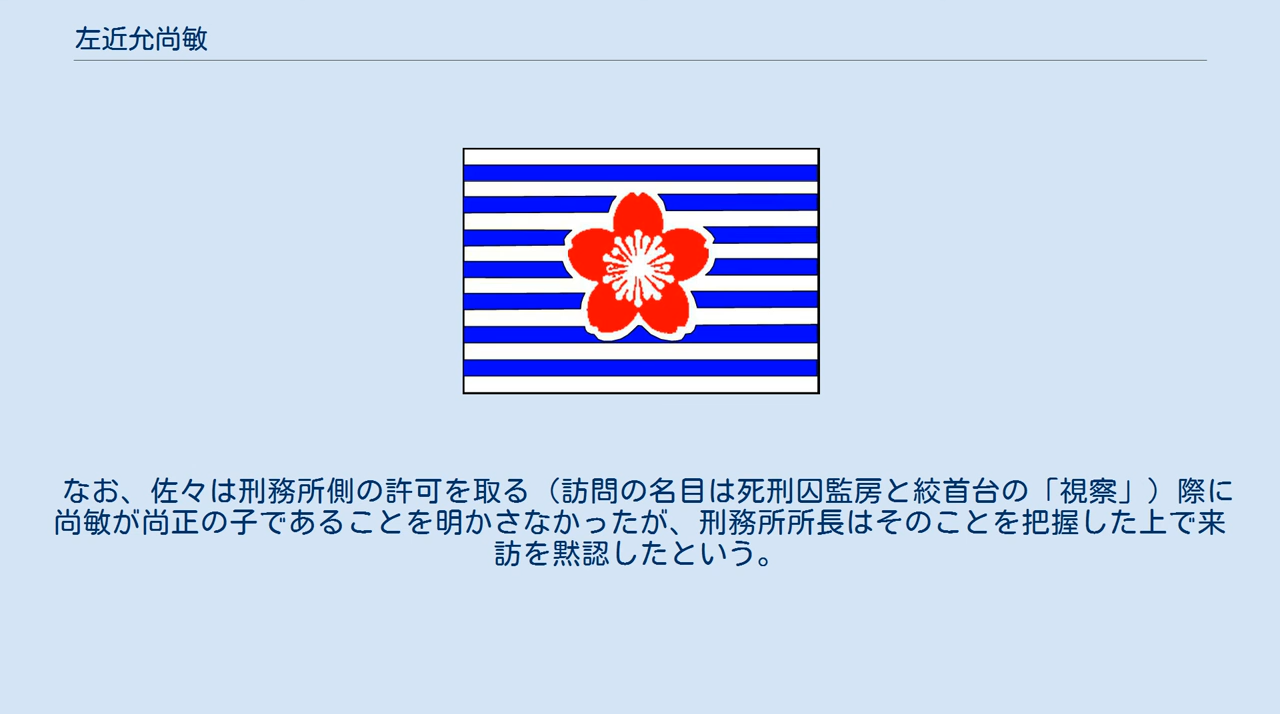 左近允尚敏
なお、佐々は刑務所側の許可を取る（訪問の名目は死刑囚監房と絞首台の「視察」）際に
尚敏が尚正の子であることを明かさなかったが、刑務所所長はそのことを把握した上で来
訪を黙認したという。